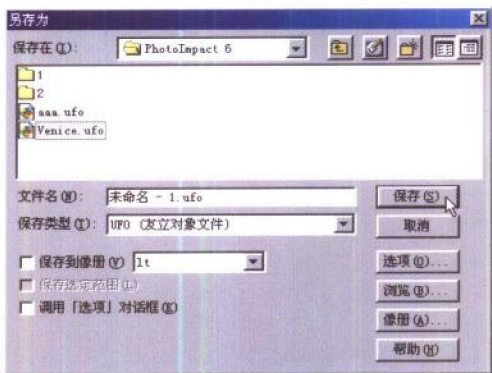 另存为
保存在(I): PhotoImpact 6
1
2
aaa.ufo
Venice.ufo
文件名(N): 未命名 - 1.ufo 保存(S)
保存类型(T): UFO (友立对象文件) 取消
保存到像册(Y) lt 选项(O)...
保存选定范围(L) 浏览(B)...
调用「选项」对话框(K) 像册(A)...
帮助(H)